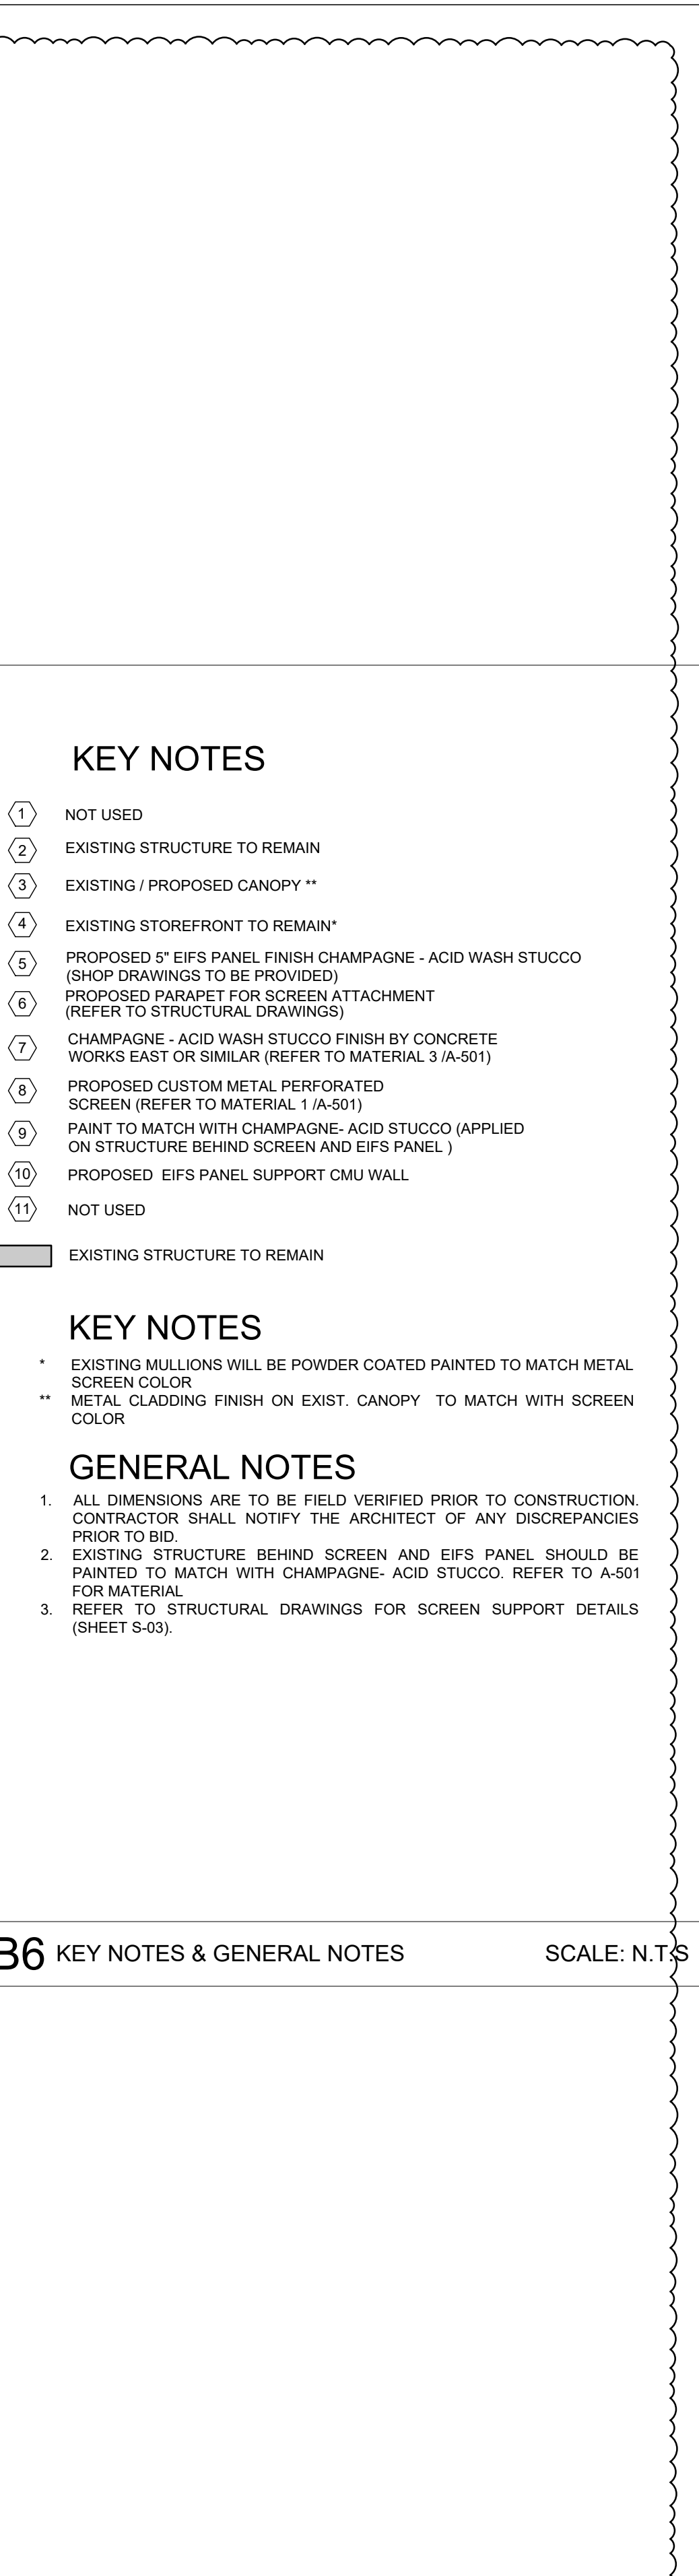 KEY NOTES
1 NOT USED
2 EXISTING STRUCTURE TO REMAIN
3 EXISTING / PROPOSED CANOPY **
4 EXISTING STOREFRONT TO REMAIN*
5 PROPOSED 5" EIFS PANEL FINISH CHAMPAGNE - ACID WASH STUCCO
(SHOP DRAWINGS TO BE PROVIDED)
6 PROPOSED PARAPET FOR SCREEN ATTACHMENT
(REFER TO STRUCTURAL DRAWINGS)
7 CHAMPAGNE - ACID WASH STUCCO FINISH BY CONCRETE
WORKS EAST OR SIMILAR (REFER TO MATERIAL 3 /A-501)
8 PROPOSED CUSTOM METAL PERFORATED
SCREEN (REFER TO MATERIAL 1 /A-501)
9 PAINT TO MATCH WITH CHAMPAGNE- ACID STUCCO (APPLIED
ON STRUCTURE BEHIND SCREEN AND EIFS PANEL )
10 PROPOSED EIFS PANEL SUPPORT CMU WALL
11 NOT USED
EXISTING STRUCTURE TO REMAIN
KEY NOTES
* EXISTING MULLIONS WILL BE POWDER COATED PAINTED TO MATCH METAL
SCREEN COLOR
** METAL CLADDING FINISH ON EXIST. CANOPY TO MATCH WITH SCREEN
COLOR
GENERAL NOTES
1. ALL DIMENSIONS ARE TO BE FIELD VERIFIED PRIOR TO CONSTRUCTION.
CONTRACTOR SHALL NOTIFY THE ARCHITECT OF ANY DISCREPANCIES
PRIOR TO BID.
2. EXISTING STRUCTURE BEHIND SCREEN AND EIFS PANEL SHOULD BE
PAINTED TO MATCH WITH CHAMPAGNE- ACID STUCCO. REFER TO A-501
FOR MATERIAL
3. REFER TO STRUCTURAL DRAWINGS FOR SCREEN SUPPORT DETAILS
(SHEET S-03).
B6 KEY NOTES & GENERAL NOTES SCALE: N.T.S